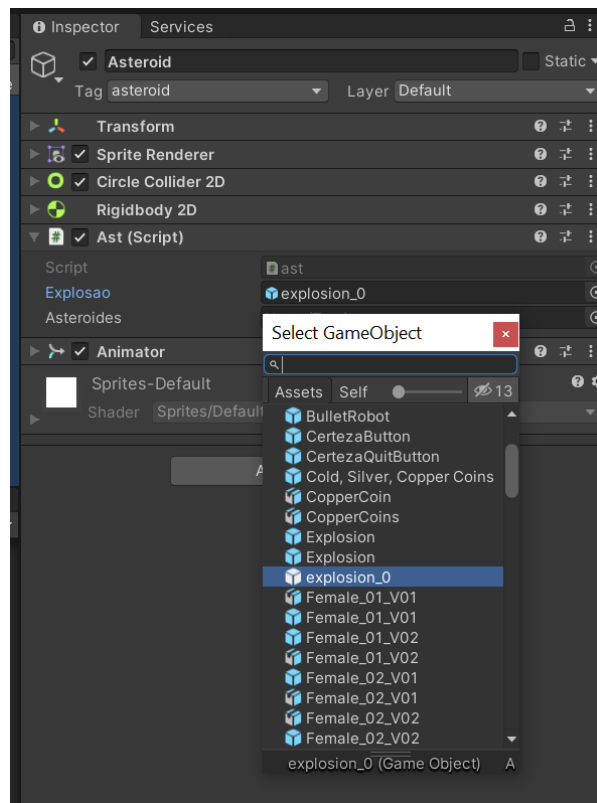 Inspector Services
Asteroid Static
Tag asteroid Layer Default
Transform
Sprite Renderer
Circle Collider 2D
Rigidbody 2D
# Ast (Script)
Script ast
Explosao explosion_0
Asteroides
Select GameObject
Animator
Sprites-Default
Assets Self 13
Shader Sprites/Default
BulletRobot
CertezaButton
CertezaQuitButton
Cold, Silver, Copper Coins
A
CopperCoin
CopperCoins
Explosion
Explosion
explosion_0
Female_01_V01
Female_01_V01
Female_01_V02
Female_01_V02
Female_02_V01
Female_02_V01
Female_02_V02
Female_02_V02
explosion_0 (Game Object) A